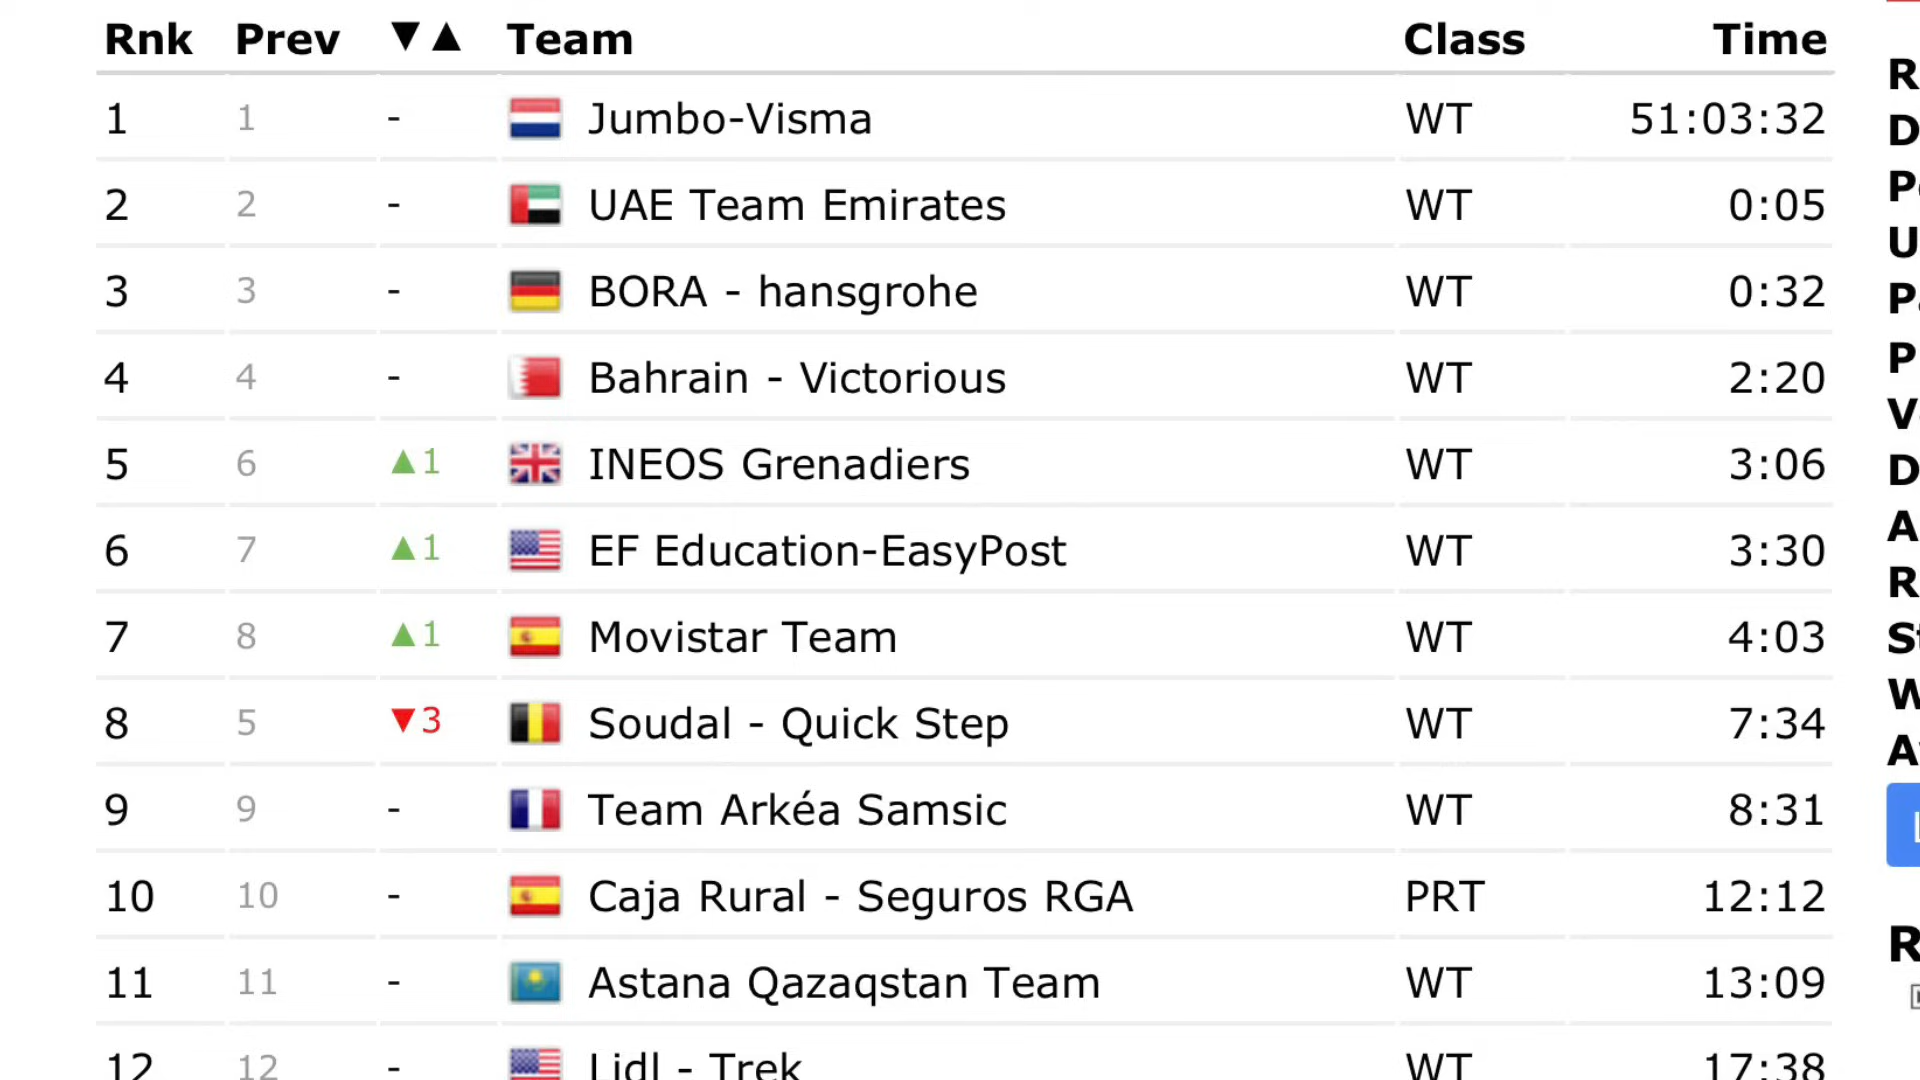 Rnk Prev ▼▲ Team Class Time
1 1 - Jumbo-Visma WT 51:03:32
2 2 - UAE Team Emirates WT 0:05
3 3 - BORA - hansgrohe WT 0:32
4 4 - Bahrain - Victorious WT 2:20
5 6 ▲1 INEOS Grenadiers WT 3:06
6 7 ▲1 EF Education-EasyPost WT 3:30
7 8 ▲1 Movistar Team WT 4:03
8 5 ▼3 Soudal - Quick Step WT 7:34
9 9 - Team Arkéa Samsic WT 8:31
10 10 - Caja Rural - Seguros RGA PRT 12:12
11 11 - Astana Qazaqstan Team WT 13:09
12 12 - Lidl - Trek WT 17:38